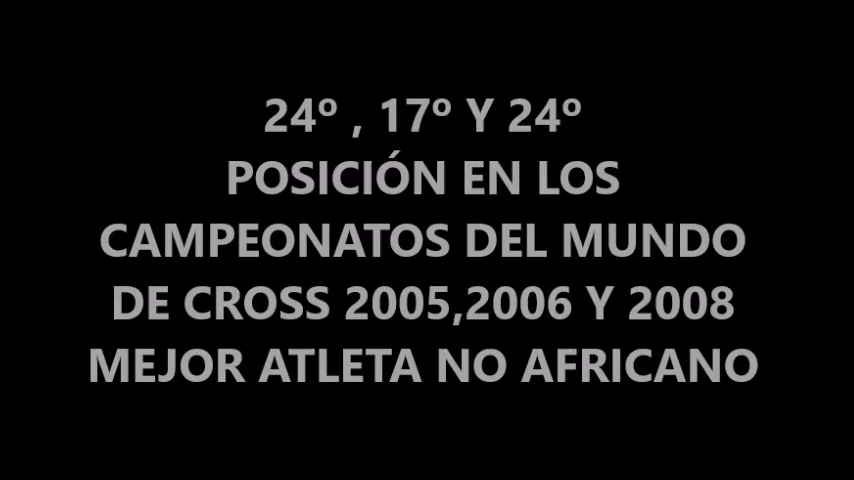 24º , 17º Y 24º
POSICIÓN EN LOS
CAMPEONATOS DEL MUNDO
DE CROSS 2005,2006 Y 2008
MEJOR ATLETA NO AFRICANO